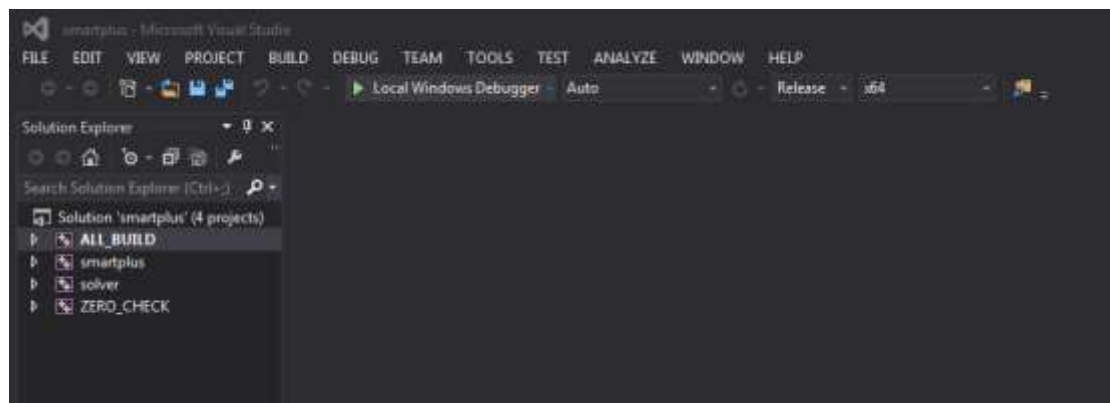 smartplus - Microsoft Visual Studio
FILE EDIT VIEW PROJECT BUILD DEBUG TEAM TOOLS TEST ANALYZE WINDOW HELP
Local Windows Debugger Auto Release x64
Solution Explorer
Search Solution Explorer (Ctrl+;)
Solution 'smartplus' (4 projects)
ALL_BUILD
smartplus
solver
ZERO_CHECK